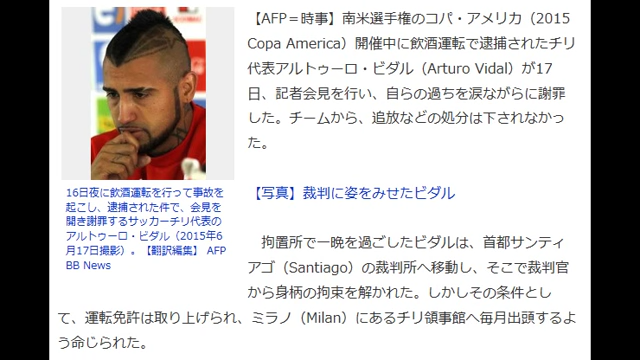 【AFP＝時事】南米選手権のコパ・アメリカ（2015
Copa America）開催中に飲酒運転で逮捕されたチリ
代表アルトゥーロ・ビダル（Arturo Vidal）が17
日、記者会見を行い、自らの過ちを涙ながらに謝罪
した。チームから、追放などの処分は下されなかっ
た。
16日夜に飲酒運転を行って事故を
起こし、逮捕された件で、会見を
開き謝罪するサッカーチリ代表の
アルトゥーロ・ビダル（2015年6
月17日撮影）。【翻訳編集】 AFP
BB News
【写真】裁判に姿をみせたビダル
拘置所で一晩を過ごしたビダルは、首都サンティ
アゴ（Santiago）の裁判所へ移動し、そこで裁判官
から身柄の拘束を解かれた。しかしその条件とし
て、運転免許は取り上げられ、ミラノ（Milan）にあるチリ領事館へ毎月出頭するよ
う命じられた。